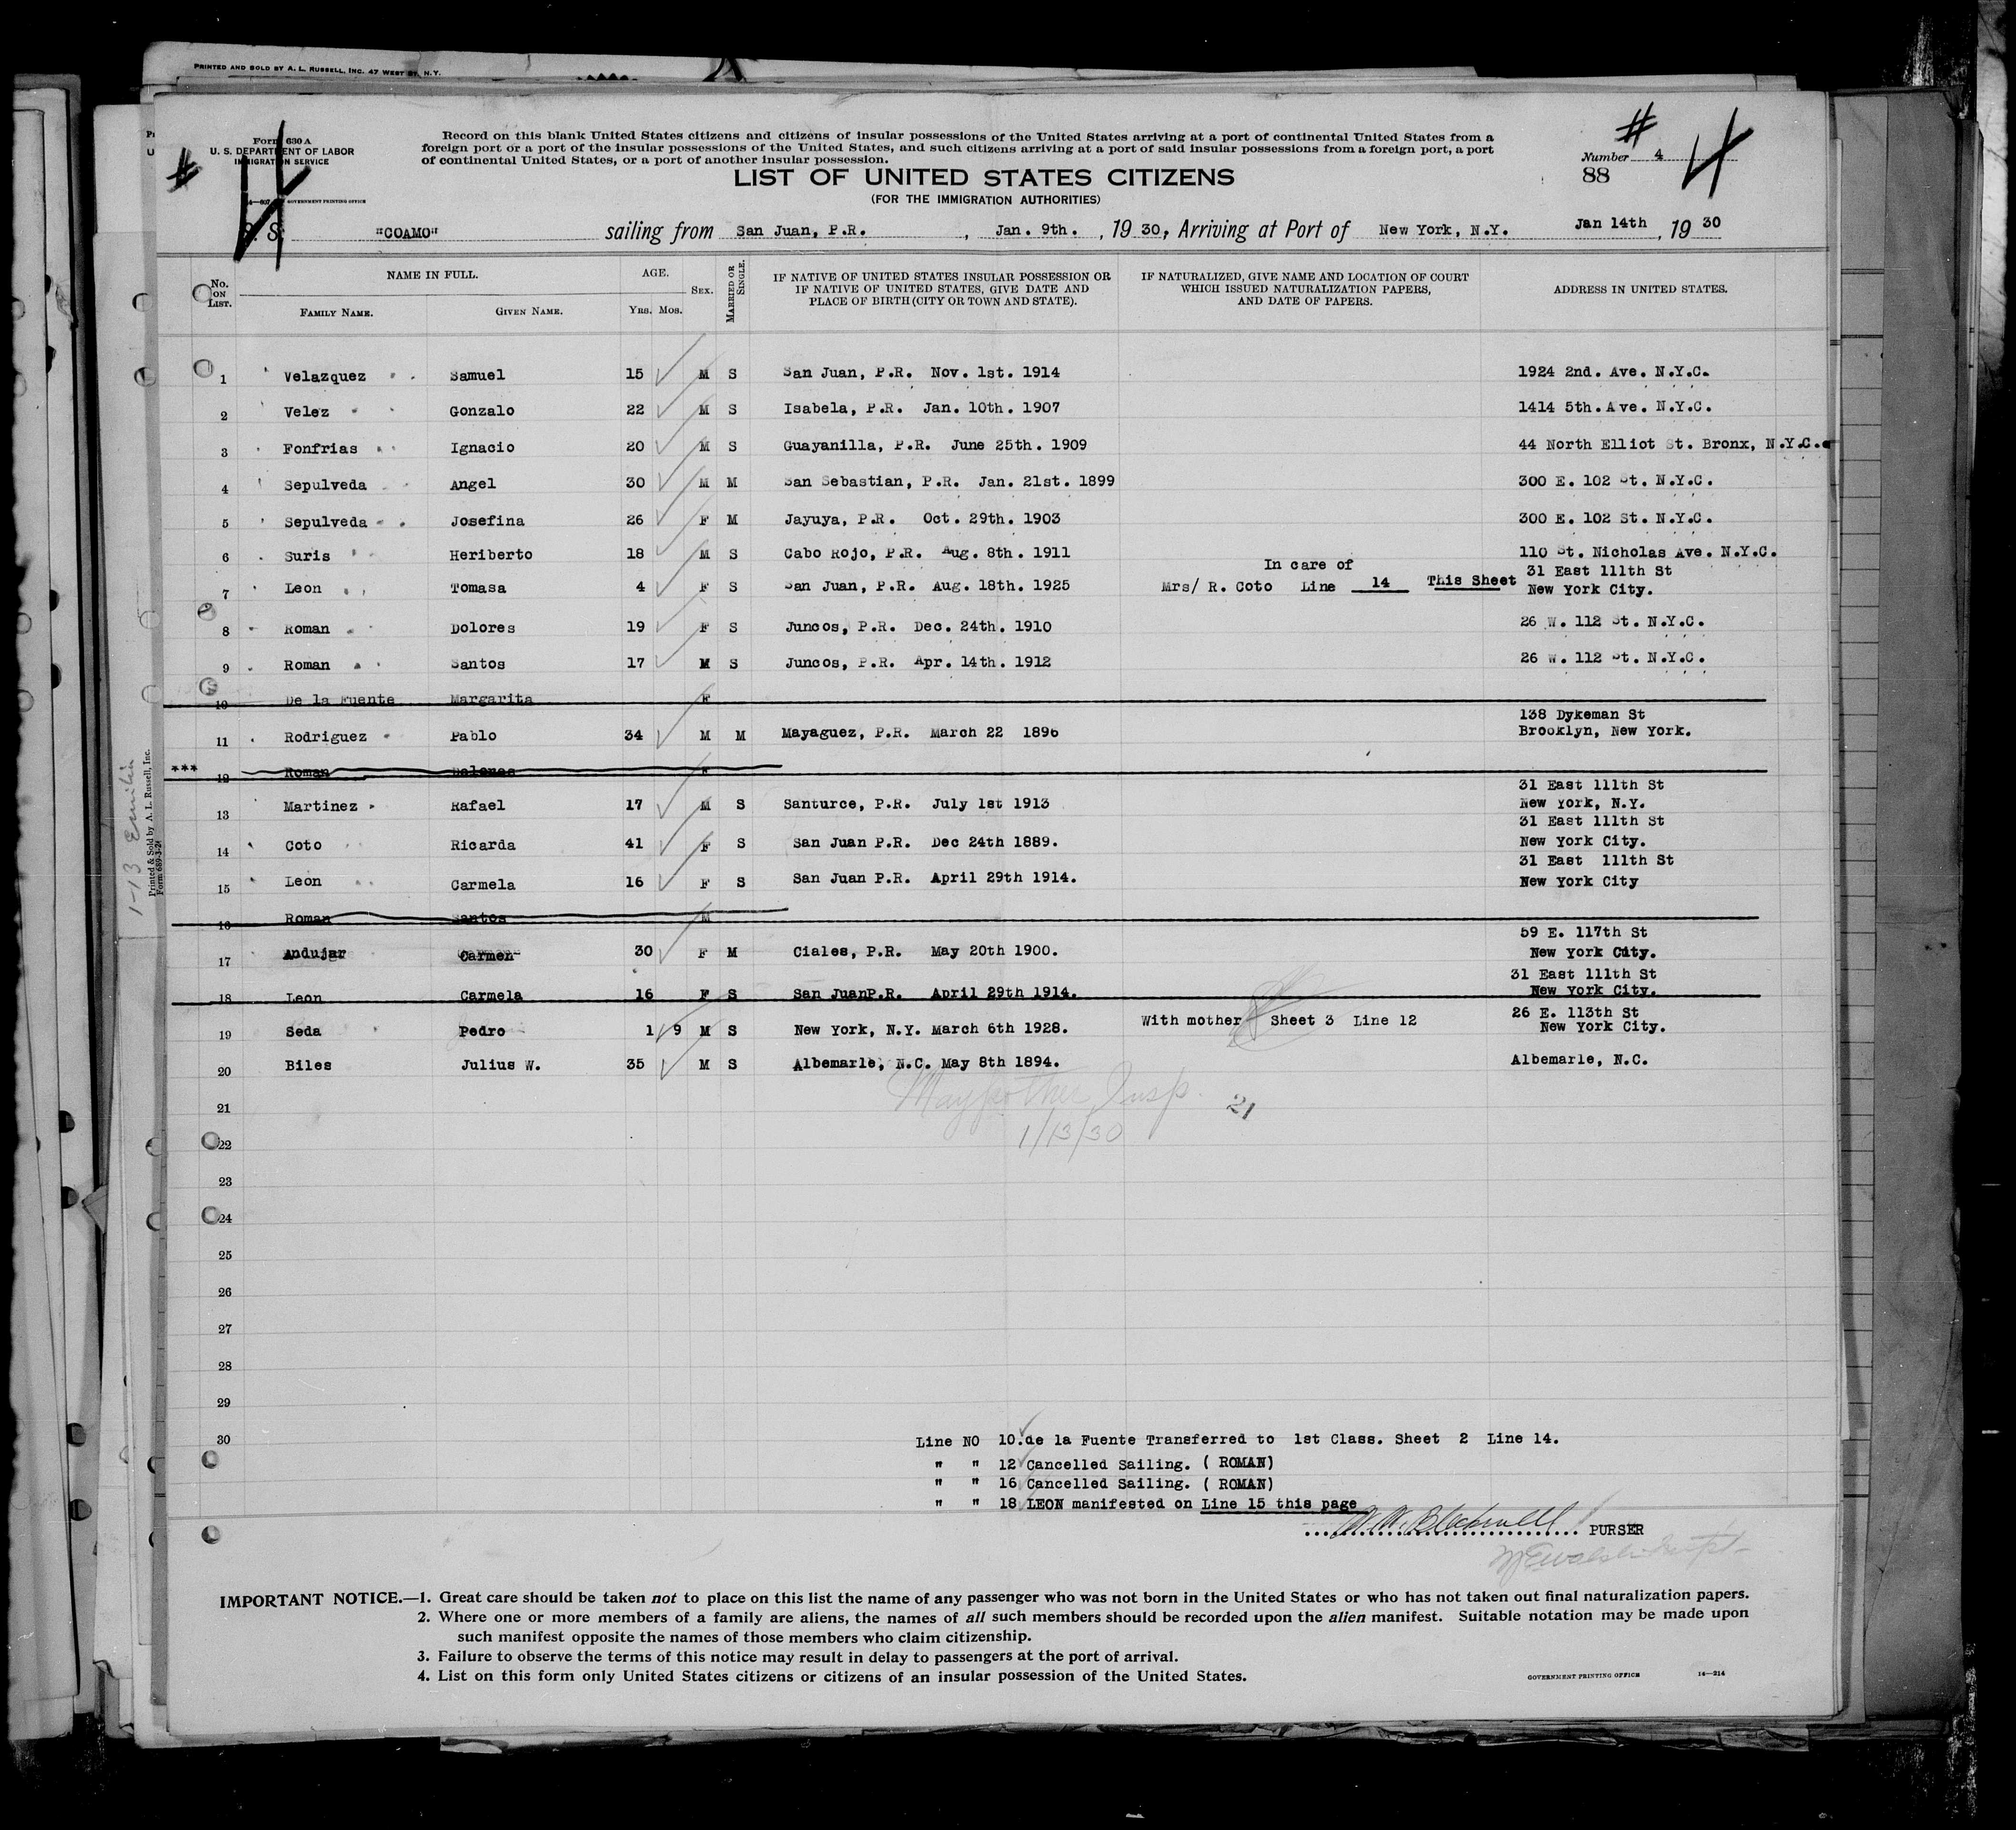 PRINTED AND SOLD BY A. L. RUSSELL, INC. 47 WEST ST. N.Y.
Form 630 A
U. S. DEPARTMENT OF LABOR
IMMIGRATION SERVICE
GOVERNMENT PRINTING OFFICE
Record on this blank United States citizens and citizens of insular possessions of the United States arriving at a port of continental United States from a
foreign port or a port of the insular possessions of the United States, and such citizens arriving at a port of said insular possessions from a foreign port, a port
of continental United States, or a port of another insular possession.
# 4
# 4
Number 4
88
LIST OF UNITED STATES CITIZENS
(FOR THE IMMIGRATION AUTHORITIES)
S. S. "COAMO" sailing from San Juan, P.R. , Jan. 9th. , 19 30, Arriving at Port of New York, N.Y. Jan 14th , 19 30
No. ON LIST. NAME IN FULL. FAMILY NAME. GIVEN NAME. AGE. YRS. MOS. SEX. MARRIED OR SINGLE. IF NATIVE OF UNITED STATES INSULAR POSSESSION OR IF NATIVE OF UNITED STATES, GIVE DATE AND PLACE OF BIRTH (CITY OR TOWN AND STATE). IF NATURALIZED, GIVE NAME AND LOCATION OF COURT WHICH ISSUED NATURALIZATION PAPERS, AND DATE OF PAPERS. ADDRESS IN UNITED STATES.
1 Velazquez Samuel 15 M S San Juan, P.R. Nov. 1st. 1914 1924 2nd. Ave. N.Y.C.
2 Velez Gonzalo 22 M S Isabela, P.R. Jan. 10th. 1907 1414 5th. Ave. N.Y.C.
3 Fonfrias Ignacio 20 M S Guayanilla, P.R. June 25th. 1909 44 North Elliot St. Bronx, N.Y.C.
4 Sepulveda Angel 30 M M San Sebastian, P.R. Jan. 21st. 1899 300 E. 102 St. N.Y.C.
5 Sepulveda Josefina 26 F M Jayuya, P.R. Oct. 29th. 1903 300 E. 102 St. N.Y.C.
6 Suris Heriberto 18 M S Cabo Rojo, P.R. Aug. 8th. 1911 110 St. Nicholas Ave. N.Y.C.
In care of 31 East 111th St
7 Leon Tomasa 4 F S San Juan, P.R. Aug. 18th. 1925 Mrs/ R. Coto Line 14 This Sheet New York City.
8 Roman Dolores 19 F S Juncos, P.R. Dec. 24th. 1910 26 W. 112 St. N.Y.C.
9 Roman Santos 17 M S Juncos, P.R. Apr. 14th. 1912 26 W. 112 St. N.Y.C.
10 De la Fuente Margarita F
138 Dykeman St
11 Rodriguez Pablo 34 M M Mayaguez, P.R. March 22 1896 Brooklyn, New York.
*** 12 Roman Dolores F
31 East 111th St
13 Martinez Rafael 17 M S Santurce, P.R. July 1st 1913 New York, N.Y.
31 East 111th St
14 Coto Ricarda 41 F S San Juan P.R. Dec 24th 1889. New York City.
31 East 111th St
15 Leon Carmela 16 F S San Juan P.R. April 29th 1914. New York City
16 Roman Santos M
59 E. 117th St
17 Andujar Carmen 30 F M Ciales, P.R. May 20th 1900. New York City.
31 East 111th St
18 Leon Carmela 16 F S San JuanP.R. April 29th 1914. New York City.
26 E. 113th St
19 Seda Pedro 1 9 M S New York, N.Y. March 6th 1928. With mother Sheet 3 Line 12 New York City.
20 Biles Julius W. 35 M S Albemarle, N.C. May 8th 1894. Albemarle, N.C.
Insp.
21 21
1/13/30
22
23
24
25
26
27
28
29
30
Line NO 10.de la Fuente Transferred to 1st Class. Sheet 2 Line 14.
" " 12 Cancelled Sailing. ( ROMAN)
" " 16 Cancelled Sailing. ( ROMAN)
" " 18 LEON manifested on Line 15 this page
PURSER
1-13
Printed & Sold by A. L. Russell, Inc.
IMPORTANT NOTICE.—1. Great care should be taken not to place on this list the name of any passenger who was not born in the United States or who has not taken out final naturalization papers.
2. Where one or more members of a family are aliens, the names of all such members should be recorded upon the alien manifest. Suitable notation may be made upon
such manifest opposite the names of those members who claim citizenship.
3. Failure to observe the terms of this notice may result in delay to passengers at the port of arrival.
4. List on this form only United States citizens or citizens of an insular possession of the United States.
GOVERNMENT PRINTING OFFICE 14—214